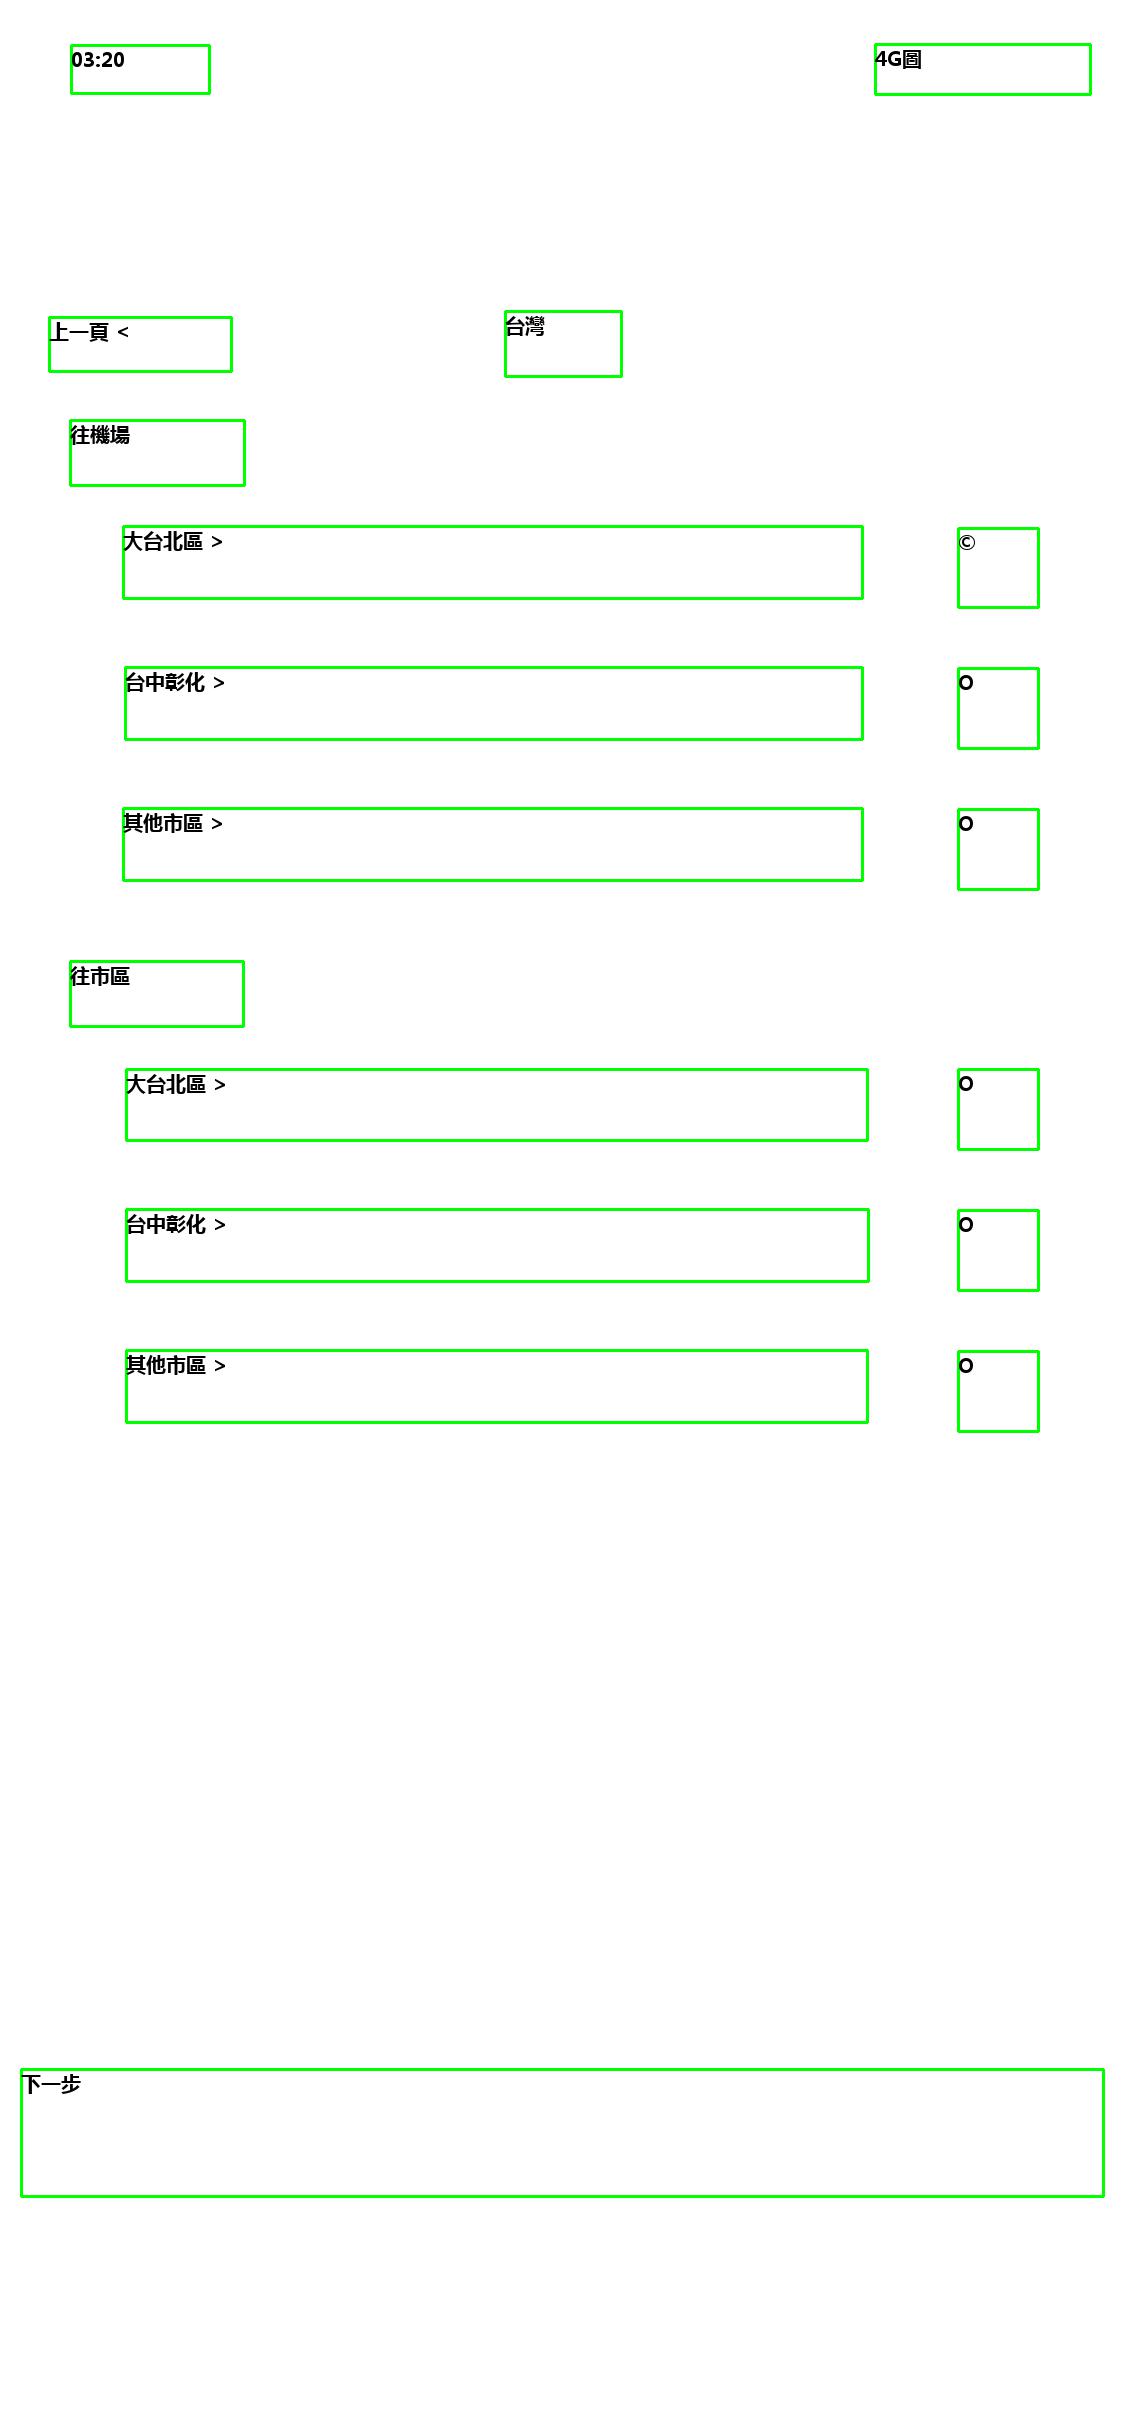 03:20 4G圖
上一頁 < 台灣
往機場
大台北區 > ©
台中彰化 > O
其他市區 > O
往市區
大台北區 > O
台中彰化 > O
其他市區 > O
下一步